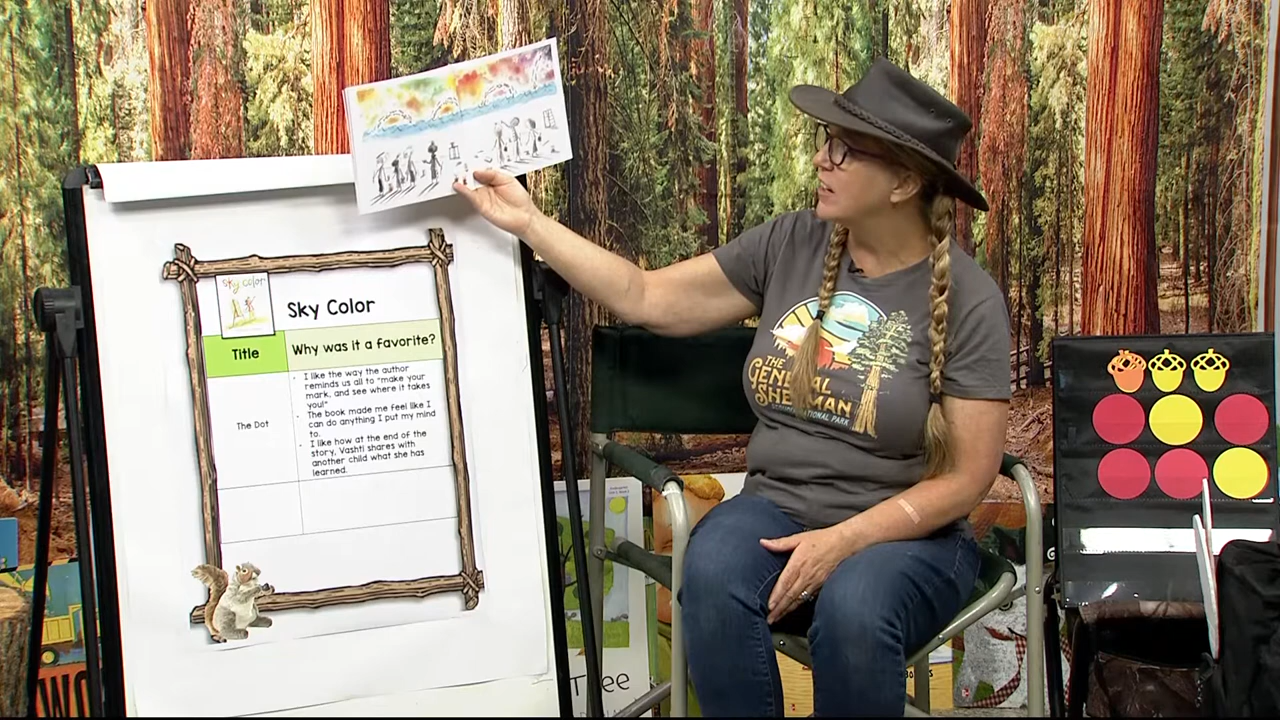 sky color
Sky Color
Title
Why was it a favorite?
The Dot
- I like the way the author
reminds us all to "make your
mark, and see where it takes
you!"
- The book made me feel like I
can do anything I put my mind
to.
- I like how at the end of the
story, Vashti shares with
another child what she has
learned.
THE
GENERAL
SHERMAN
SEQUOIA NATIONAL PARK
Tree